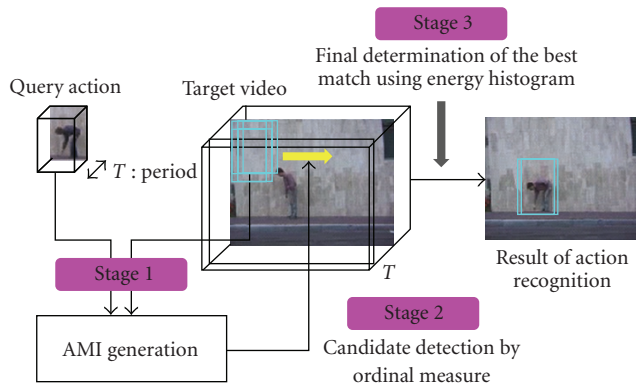 Stage 3
Final determination of the best
match using energy histogram
Query action
Target video
T : period
Stage 1
T
Result of action
recognition
Stage 2
AMI generation
Candidate detection by
ordinal measure